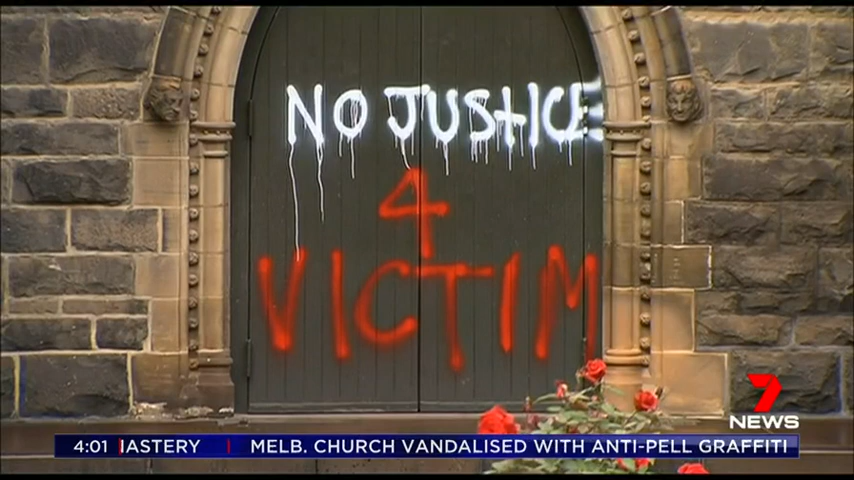 NO JUSTICE
4
VICTIM
7
NEWS
4:01 IASTERY MELB. CHURCH VANDALISED WITH ANTI-PELL GRAFFITI